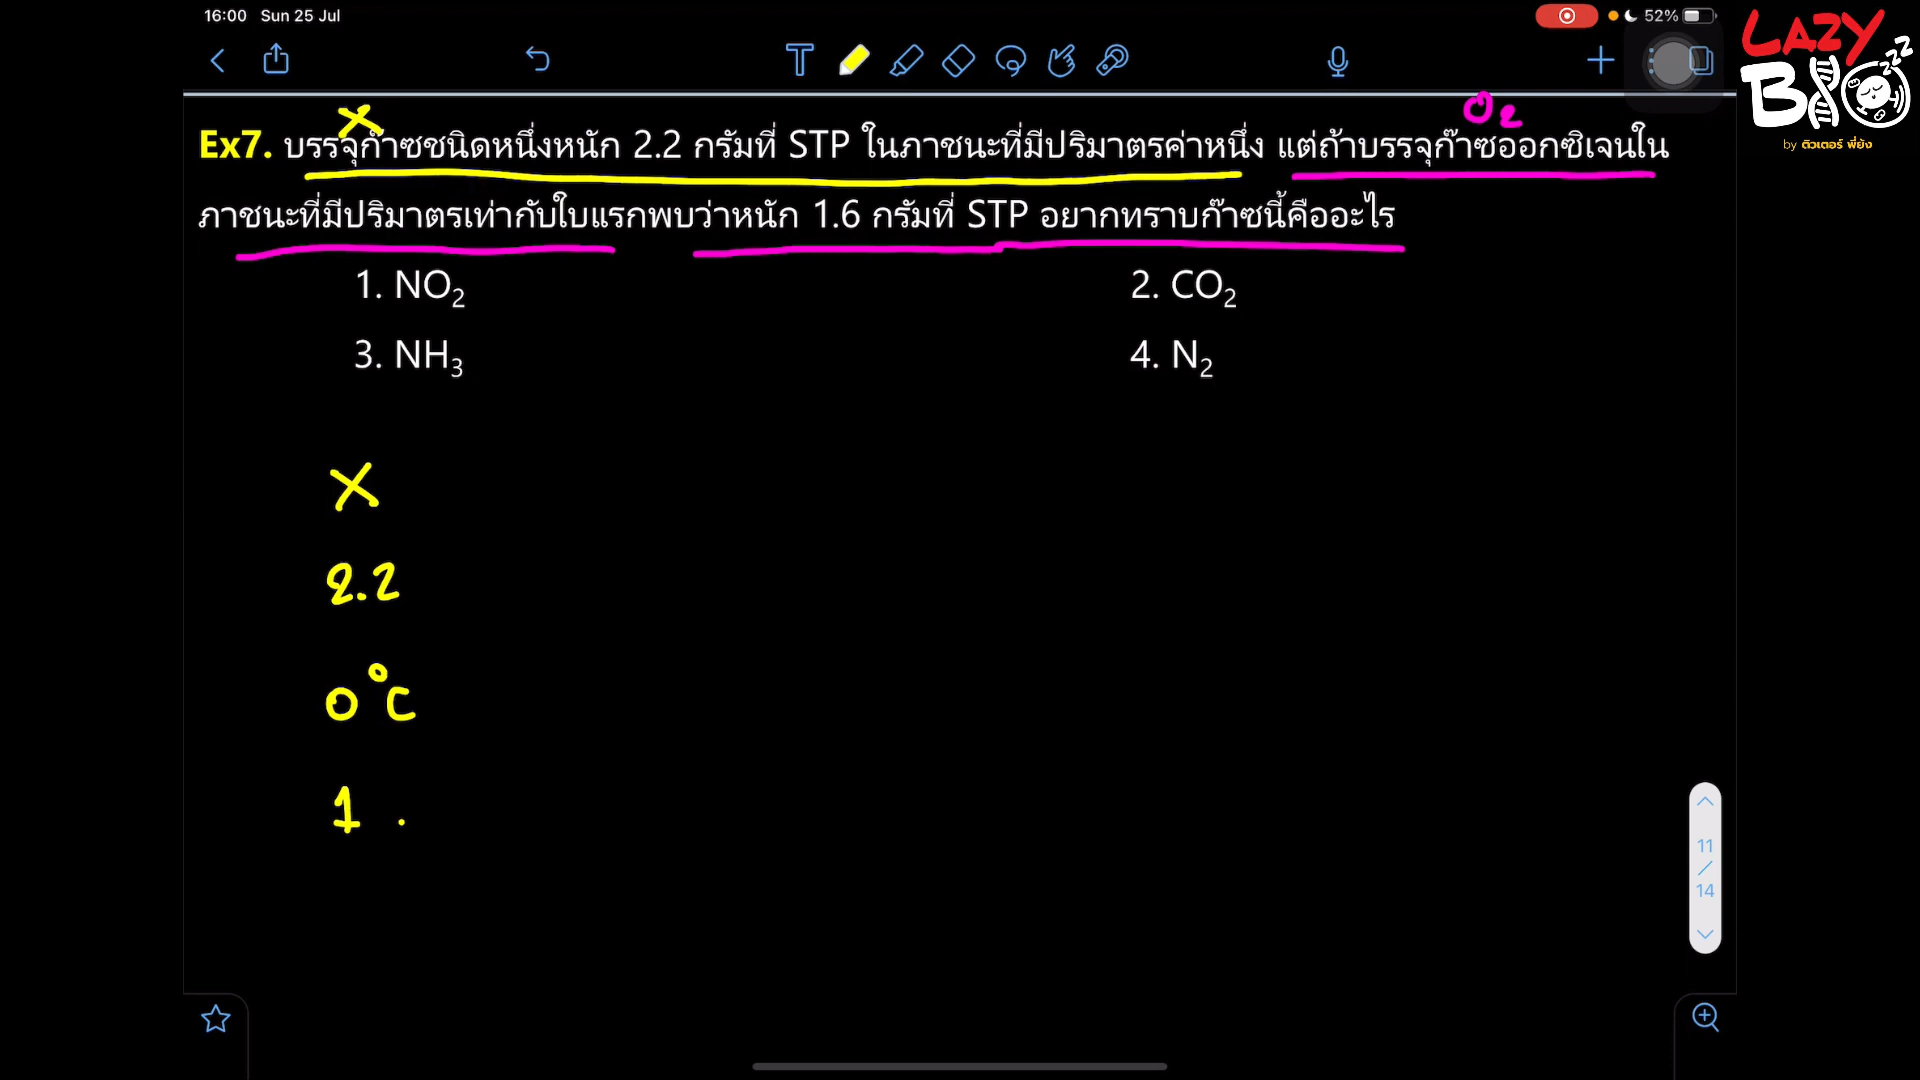 16:00 Sun 25 Jul
52%
LAZY
BIO
zzz
by ติวเตอร์ พี่ยัง
X
O2
Ex7. บรรจุก๊าซชนิดหนึ่งหนัก 2.2 กรัมที่ STP ในภาชนะที่มีปริมาตรค่าหนึ่ง แต่ถ้าบรรจุก๊าซออกซิเจนใน
ภาชนะที่มีปริมาตรเท่ากับใบแรกพบว่าหนัก 1.6 กรัมที่ STP อยากทราบก๊าซนี้คืออะไร
1. NO2
2. CO2
3. NH3
4. N2
X
2.2
0°C
1 .
11
/
14